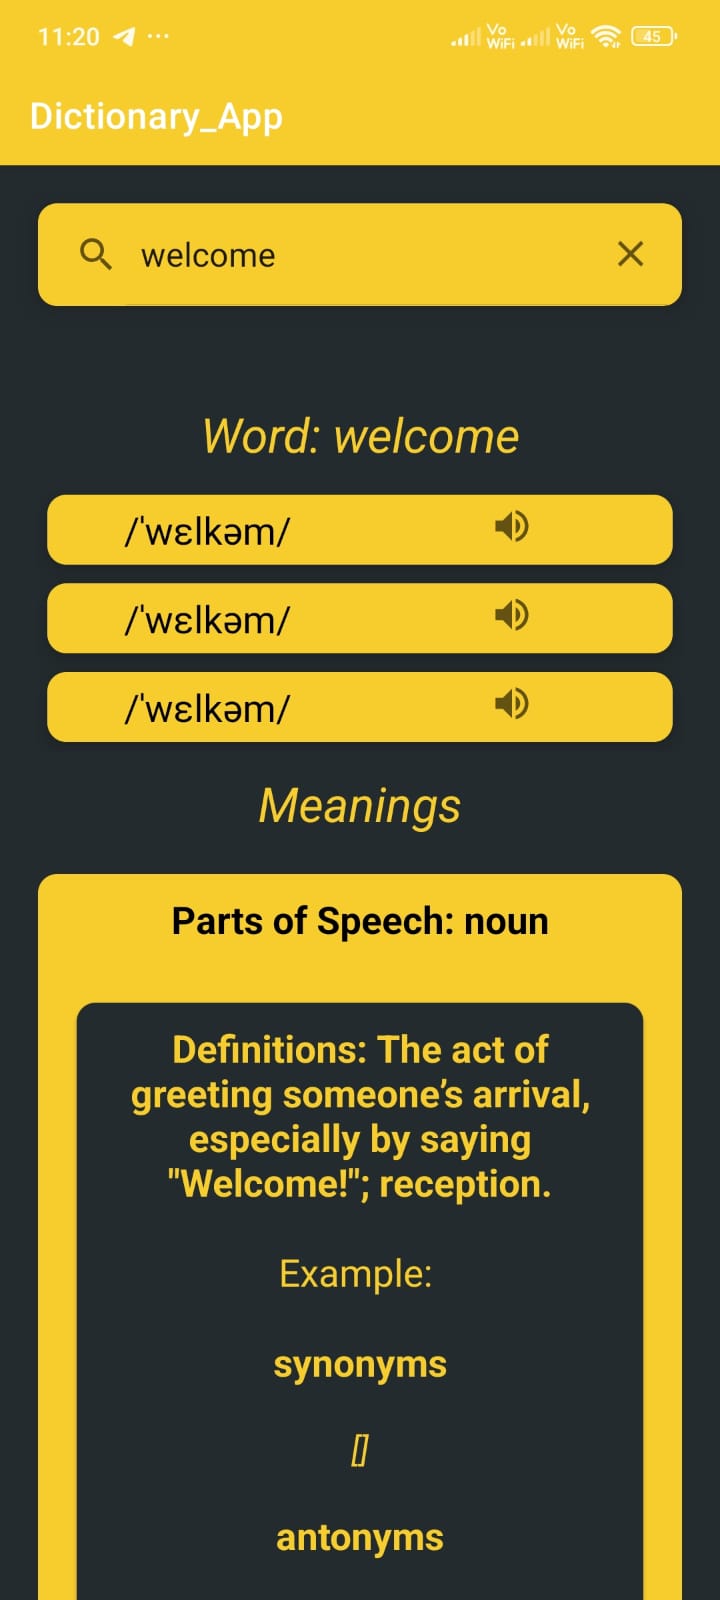 11:20
Vo WiFi Vo WiFi 45
Dictionary_App
welcome
Word: welcome
/ˈwɛlkəm/
/ˈwɛlkəm/
/ˈwɛlkəm/
Meanings
Parts of Speech: noun
Definitions: The act of
greeting someone’s arrival,
especially by saying
"Welcome!"; reception.
Example:
synonyms
[]
antonyms